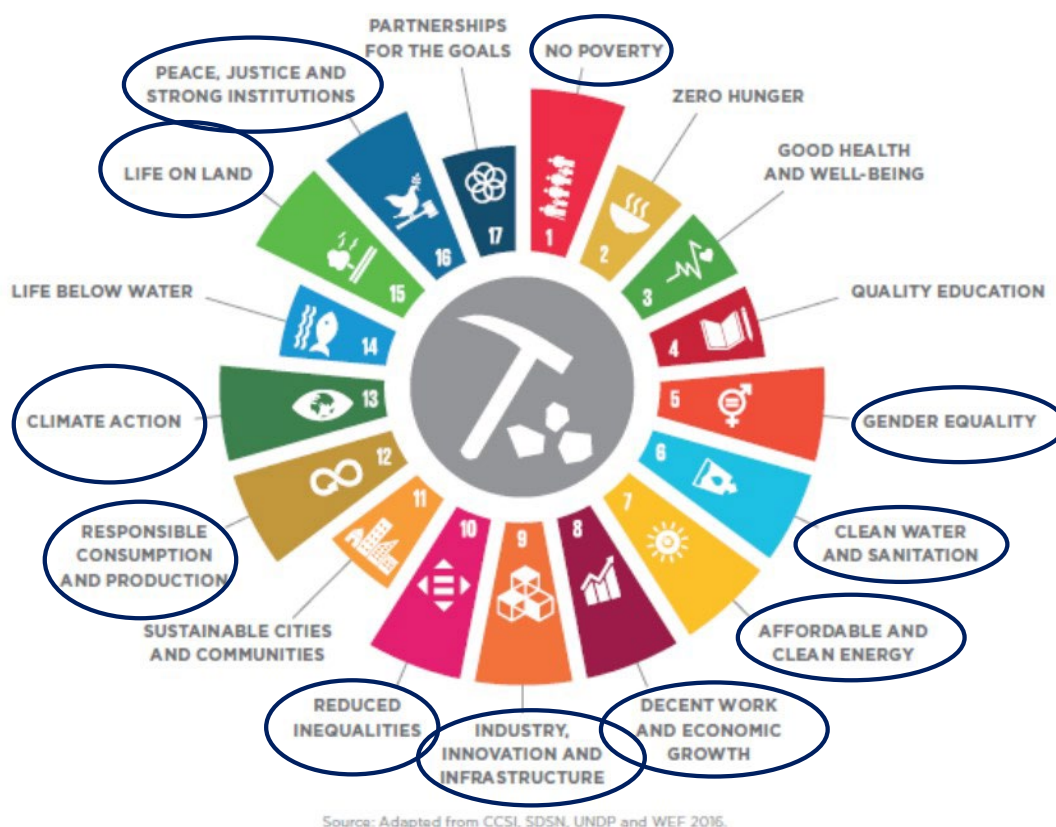 PARTNERSHIPS
FOR THE GOALS
NO POVERTY
ZERO HUNGER
GOOD HEALTH
AND WELL-BEING
QUALITY EDUCATION
GENDER EQUALITY
CLEAN WATER
AND SANITATION
AFFORDABLE AND
CLEAN ENERGY
DECENT WORK
AND ECONOMIC
GROWTH
INDUSTRY,
INNOVATION AND
INFRASTRUCTURE
REDUCED
INEQUALITIES
SUSTAINABLE CITIES
AND COMMUNITIES
RESPONSIBLE
CONSUMPTION
AND PRODUCTION
CLIMATE ACTION
LIFE BELOW WATER
LIFE ON LAND
PEACE, JUSTICE AND
STRONG INSTITUTIONS
1
2
3
4
5
6
7
8
9
10
11
12
13
14
15
16
17
Source: Adapted from CCSI, SDSN, UNDP and WEF 2016.